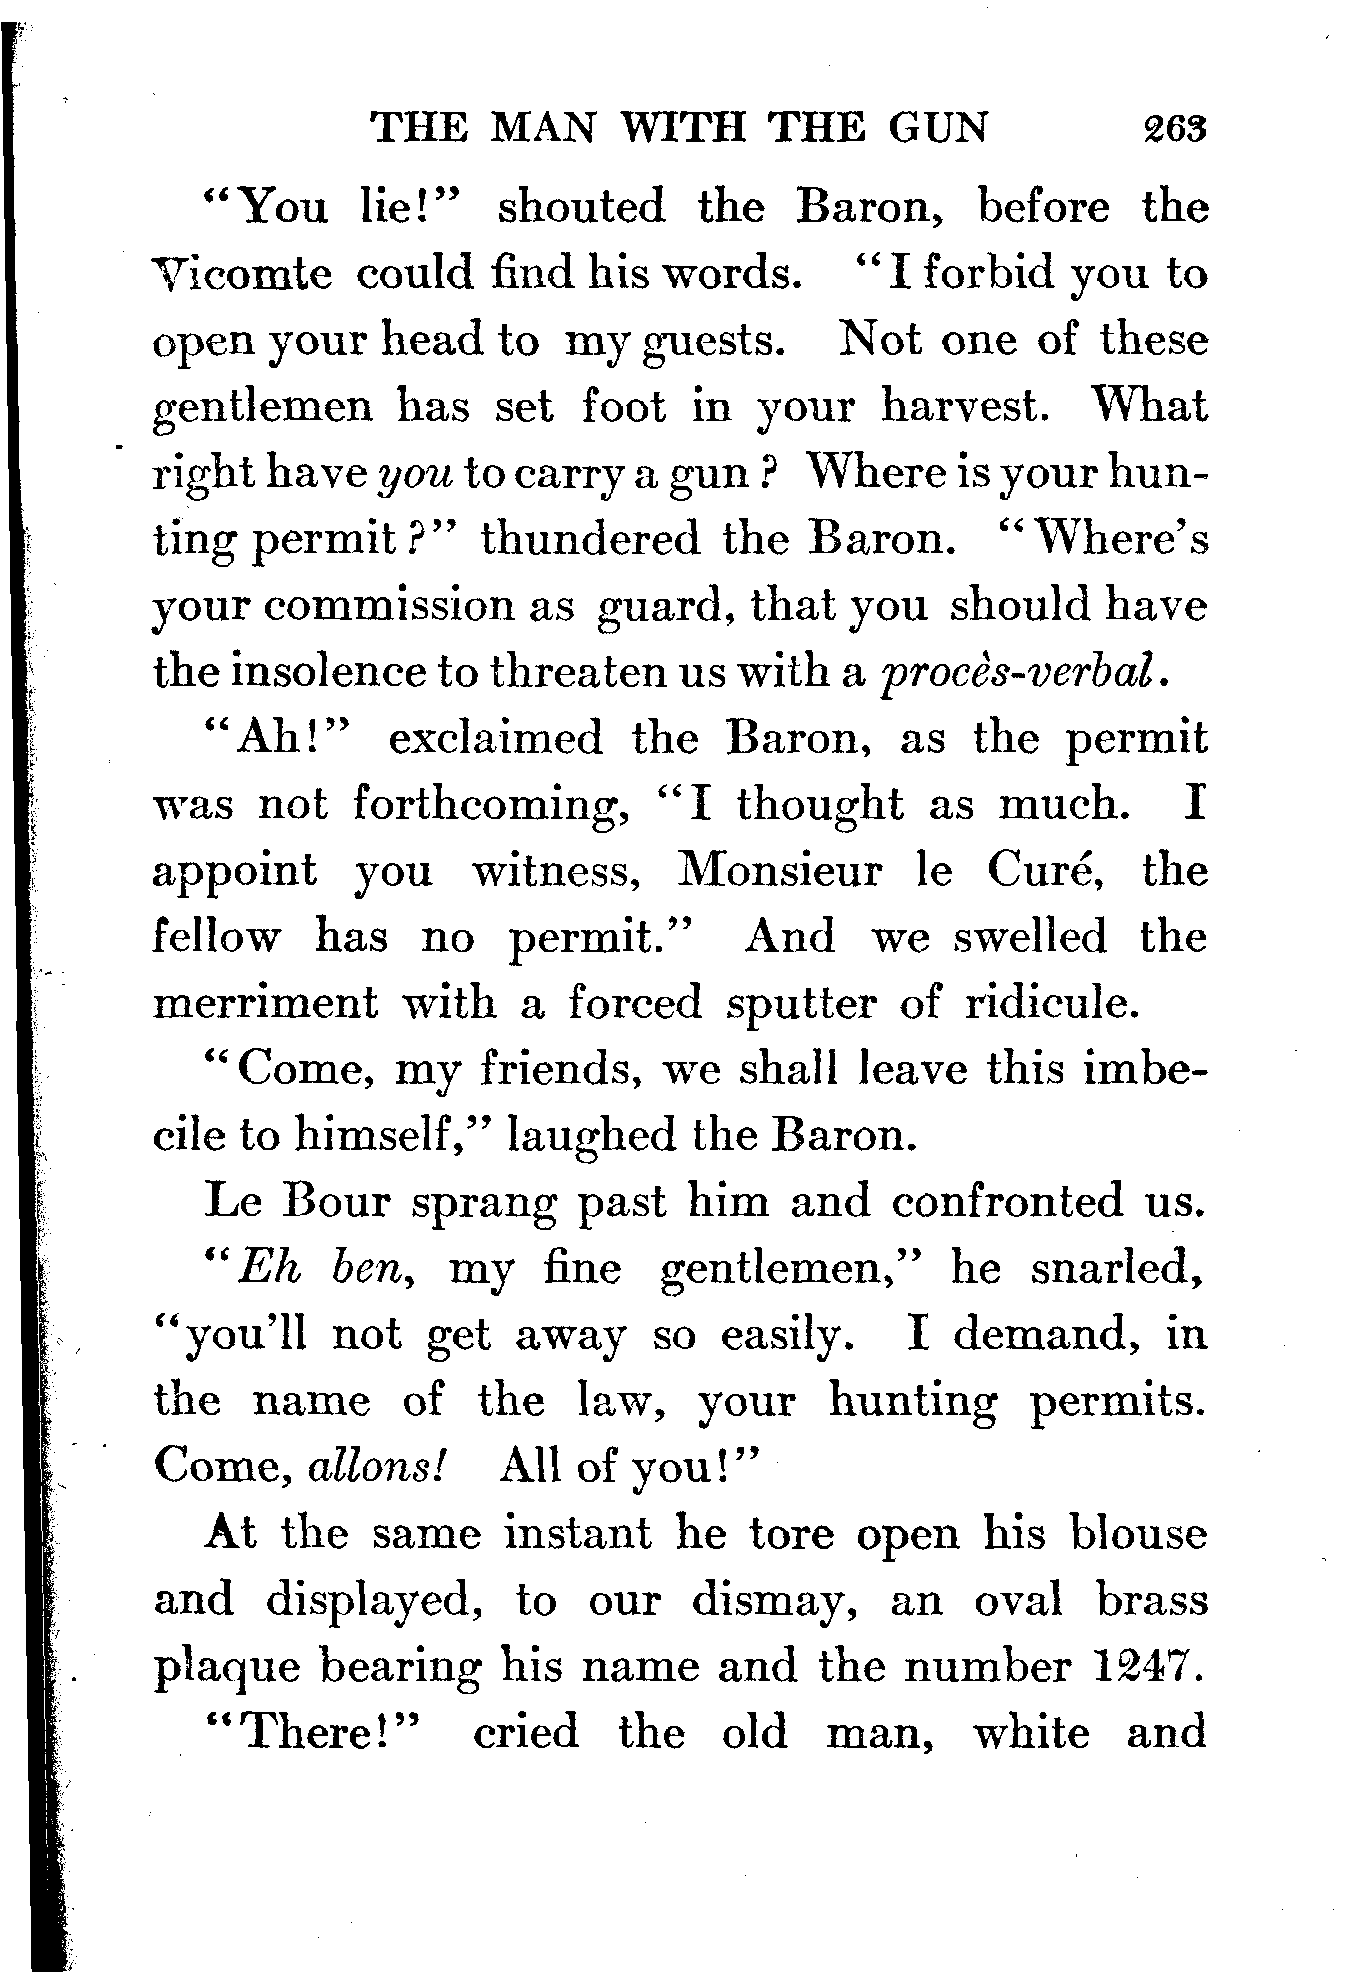 THE MAN WITH THE GUN 263
"You lie!" shouted the Baron, before the
Vicomte could find his words. "I forbid you to
open your head to my guests. Not one of these
gentlemen has set foot in your harvest. What
right have you to carry a gun? Where is your hun-
ting permit?" thundered the Baron. "Where's
your commission as guard, that you should have
the insolence to threaten us with a procès-verbal.
"Ah!" exclaimed the Baron, as the permit
was not forthcoming, "I thought as much. I
appoint you witness, Monsieur le Curé, the
fellow has no permit." And we swelled the
merriment with a forced sputter of ridicule.
"Come, my friends, we shall leave this imbe-
cile to himself," laughed the Baron.
Le Bour sprang past him and confronted us.
"Eh ben, my fine gentlemen," he snarled,
"you'll not get away so easily. I demand, in
the name of the law, your hunting permits.
Come, allons! All of you!"
At the same instant he tore open his blouse
and displayed, to our dismay, an oval brass
plaque bearing his name and the number 1247.
"There!" cried the old man, white and